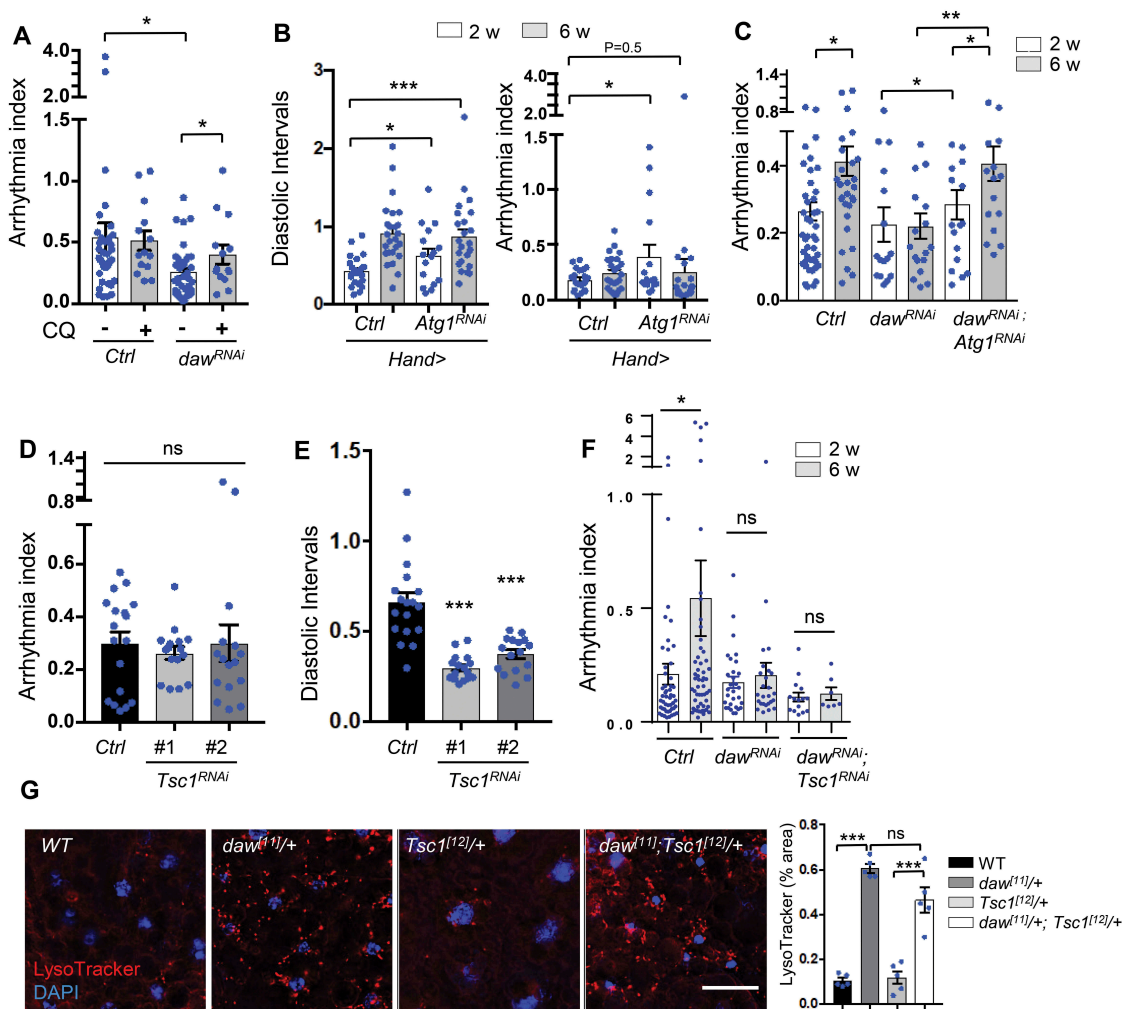 A
Arrhythmia index
4.0
2.0
1.5
1.0
0.5
0.0
*
*
CQ - + - +
Ctrl daw^RNAi
B
2 w 6 w
Diastolic Intervals
3
2
1
0
***
*
Ctrl Atg1^RNAi
Hand>
Arrhythmia index
4.0
2.0
1.0
0.5
0.0
P=0.5
*
Ctrl Atg1^RNAi
Hand>
C
2 w
6 w
Arrhythmia index
1.4
0.8
0.4
0.2
0.0
*
**
*
*
Ctrl daw^RNAi daw^RNAi;
Atg1^RNAi
D
Arrhythmia index
1.4
0.8
0.6
0.4
0.2
0.0
ns
Ctrl #1 #2
Tsc1^RNAi
E
Diastolic Intervals
1.5
1.0
0.5
0.0
***
***
Ctrl #1 #2
Tsc1^RNAi
F
2 w
6 w
Arrhythmia index
6
4
2
1.0
0.5
0.0
*
ns
ns
Ctrl daw^RNAi daw^RNAi;
Tsc1^RNAi
G
WT
daw^[11]/+
Tsc1^[12]/+
daw^[11];Tsc1^[12]/+
LysoTracker
DAPI
LysoTracker (% area)
0.8
0.6
0.4
0.2
0.0
*** ns
***
WT
daw^[11]/+
Tsc1^[12]/+
daw^[11]/+; Tsc1^[12]/+